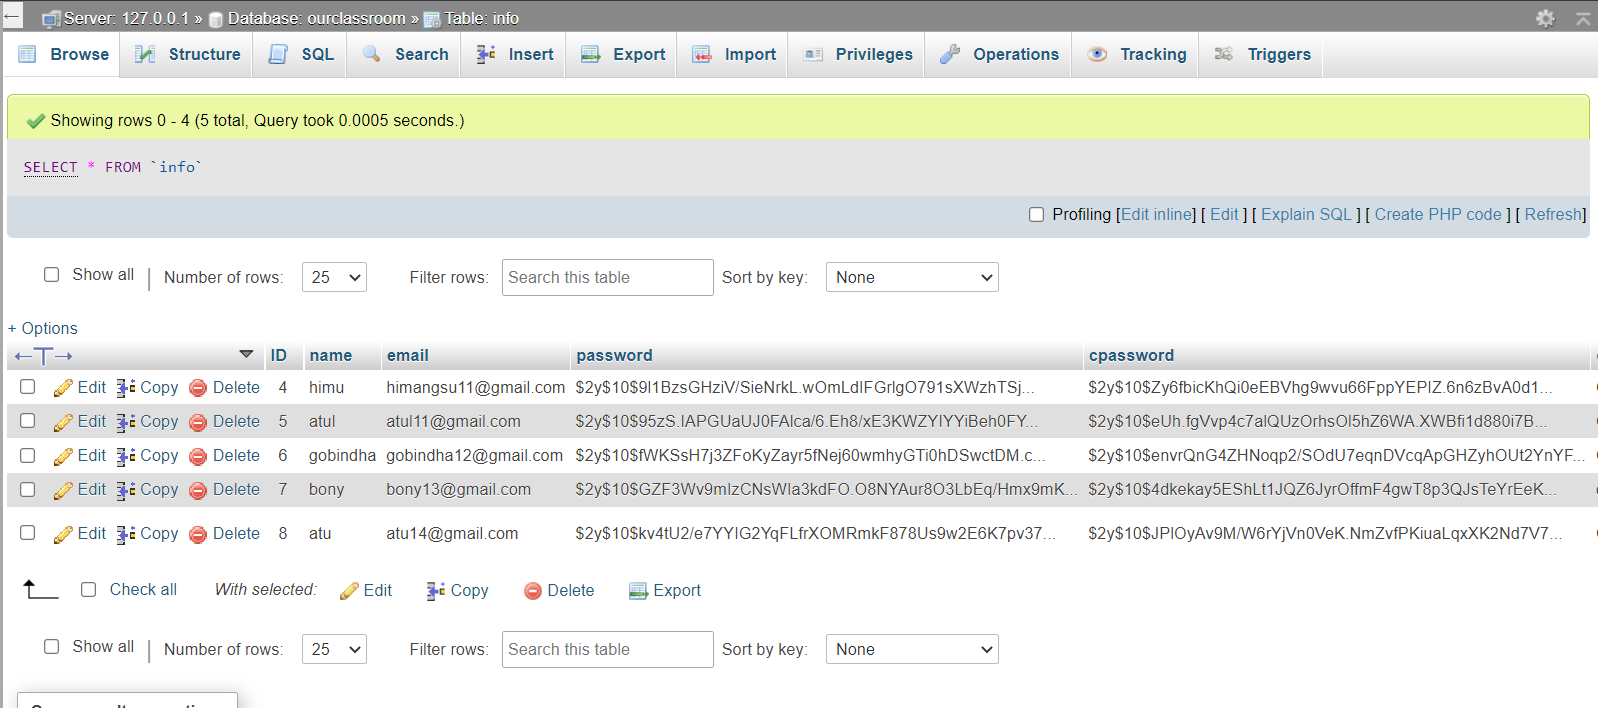 Server: 127.0.0.1 » Database: ourclassroom » Table: info
Browse Structure SQL Search Insert Export Import Privileges Operations Tracking Triggers
Showing rows 0 - 4 (5 total, Query took 0.0005 seconds.)
SELECT * FROM `info`
Profiling [Edit inline] [ Edit ] [ Explain SQL ] [ Create PHP code ] [ Refresh]
Show all | Number of rows: 25 Filter rows: Search this table Sort by key: None
+ Options
ID name email password cpassword
Edit Copy Delete 4 himu himangsu11@gmail.com $2y$10$9I1BzsGHziV/SieNrkL.wOmLdIFGrlgO791sXWzhTSj... $2y$10$Zy6fbicKhQi0eEBVhg9wvu66FppYEPIZ.6n6zBvA0d1...
Edit Copy Delete 5 atul atul11@gmail.com $2y$10$95zS.IAPGUaUJ0FAlca/6.Eh8/xE3KWZYIYYiBeh0FY... $2y$10$eUh.fgVvp4c7alQUzOrhsOl5hZ6WA.XWBfi1d880i7B...
Edit Copy Delete 6 gobindha gobindha12@gmail.com $2y$10$fWKSsH7j3ZFoKyZayr5fNej60wmhyGTi0hDSwctDM.c... $2y$10$envrQnG4ZHNoqp2/SOdU7eqnDVcqApGHZyhOUt2YnYF...
Edit Copy Delete 7 bony bony13@gmail.com $2y$10$GZF3Wv9mIzCNsWla3kdFO.O8NYAur8O3LbEq/Hmx9mK... $2y$10$4dkekay5EShLt1JQZ6JyrOffmF4gwT8p3QJsTeYrEeK...
Edit Copy Delete 8 atu atu14@gmail.com $2y$10$kv4tU2/e7YYIG2YqFLfrXOMRmkF878Us9w2E6K7pv37... $2y$10$JPlOyAv9M/W6rYjVn0VeK.NmZvfPKiuaLqxXK2Nd7V7...
Check all With selected: Edit Copy Delete Export
Show all | Number of rows: 25 Filter rows: Search this table Sort by key: None